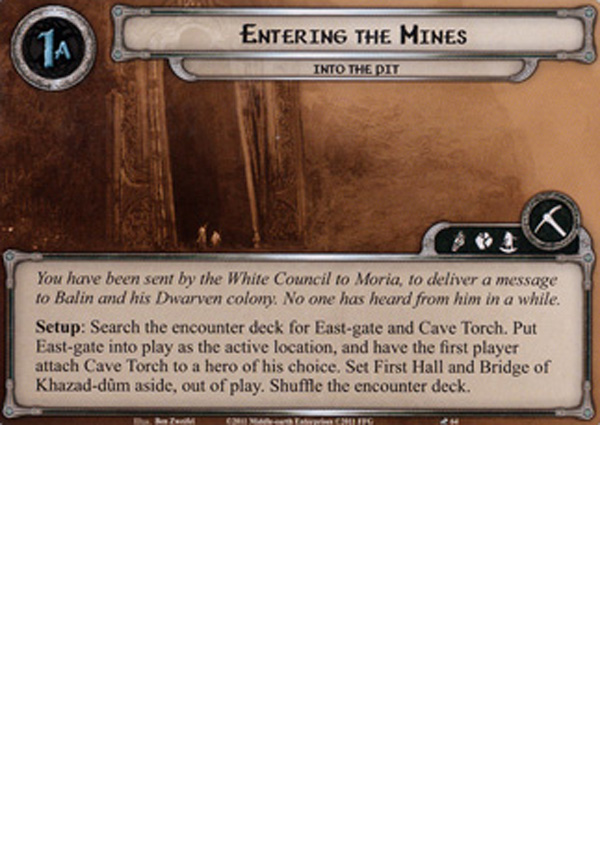 1A
ENTERING THE MINES
INTO THE PIT
You have been sent by the White Council to Moria, to deliver a message
to Balin and his Dwarven colony. No one has heard from him in a while.
Setup: Search the encounter deck for East-gate and Cave Torch. Put
East-gate into play as the active location, and have the first player
attach Cave Torch to a hero of his choice. Set First Hall and Bridge of
Khazad-dûm aside, out of play. Shuffle the encounter deck.
Illus. Ben Zweifel ©2011 Middle-earth Enterprises ©2011 FFG 64